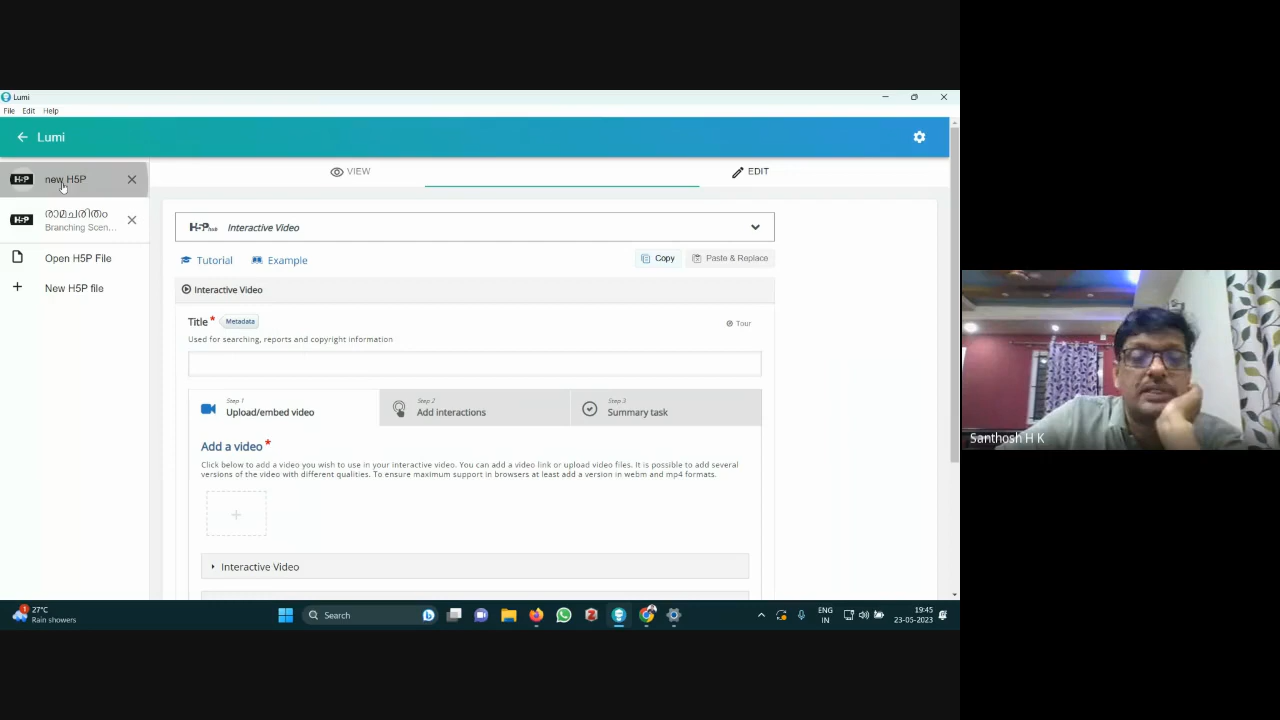 Lumi
File Edit Help
Lumi
new H5P
രാമചരിതം
Branching Scen...
Open H5P File
New H5P file
VIEW
EDIT
H5P Interactive Video
Tutorial Example
Copy
Paste & Replace
Interactive Video
Title * Metadata
Tour
Used for searching, reports and copyright information
Step 1
Upload/embed video
Step 2
Add interactions
Step 3
Summary task
Add a video *
Click below to add a video you wish to use in your interactive video. You can add a video link or upload video files. It is possible to add several
versions of the video with different qualities. To ensure maximum support in browsers at least add a version in webm and mp4 formats.
Interactive Video
Santhosh H K
1
27°C
Rain showers
Search
ENG
IN
19:45
23-05-2023